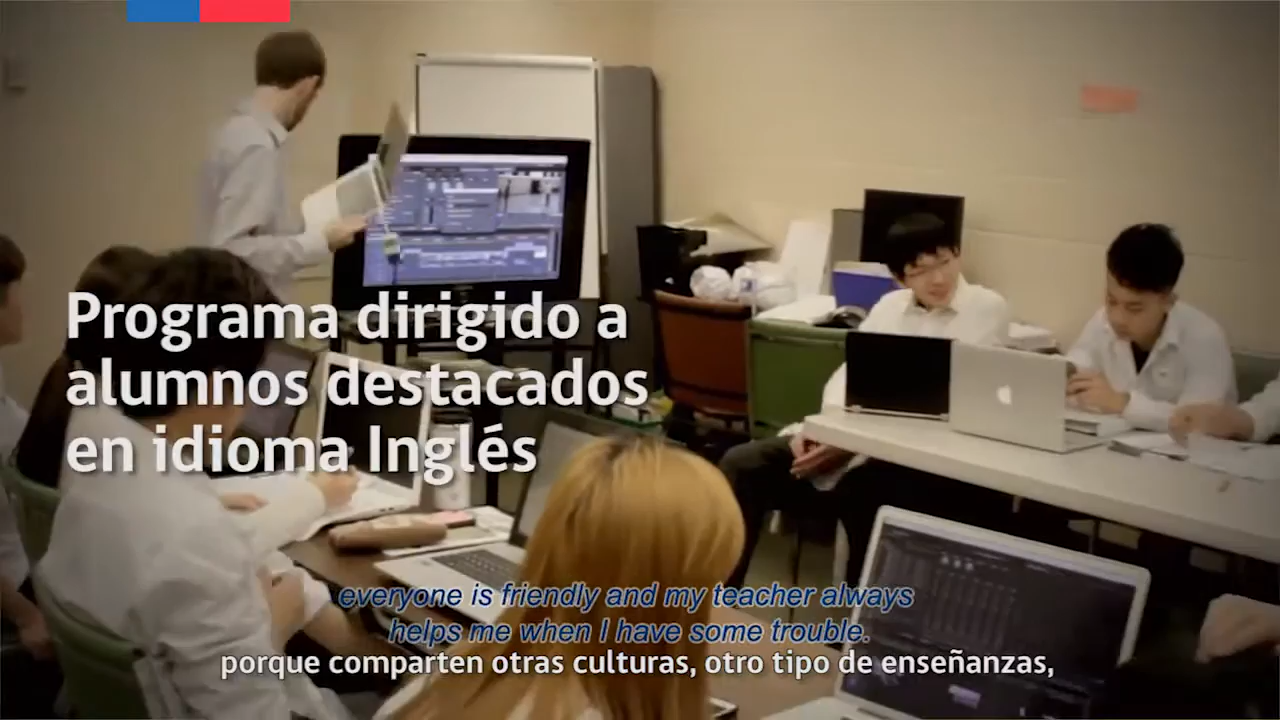 Programa dirigido a
alumnos destacados
en idioma Inglés
everyone is friendly and my teacher always
helps me when I have some trouble.
porque comparten otras culturas, otro tipo de enseñanzas,